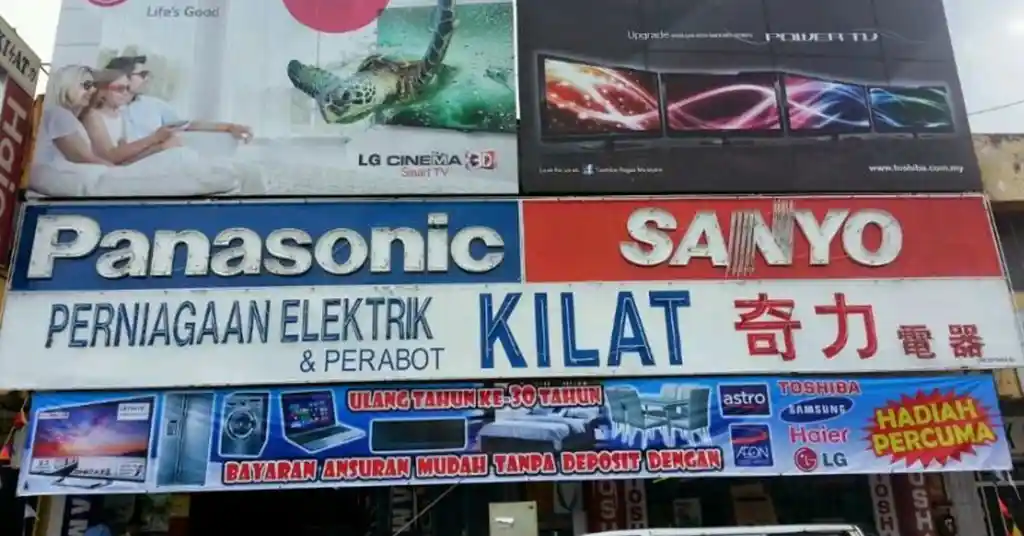 Life's Good
LG CINEMA 3D
Smart TV
Upgrade
POWER TV
www.toshiba.com.my
KILAT
Haier
Panasonic
SANYO
PERNIAGAAN ELEKTRIK
& PERABOT
KILAT
奇力電器
ULANG TAHUN KE-30 TAHUN
BAYARAN ANSURAN MUDAH TANPA DEPOSIT DENGAN
astro
AEON
TOSHIBA
SAMSUNG
Haier
LG
HADIAH
PERCUMA